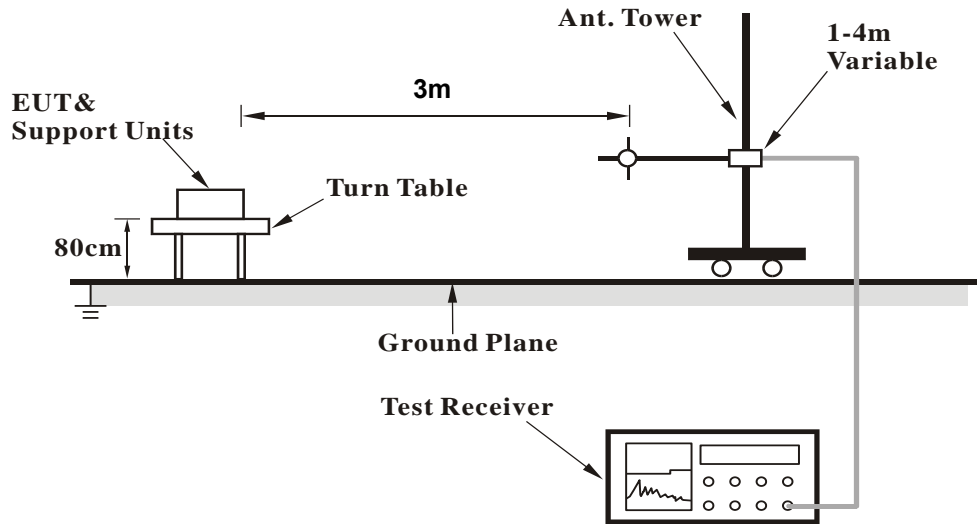 Ant. Tower
1-4m
Variable
3m
EUT&
Support Units
Turn Table
80cm
Ground Plane
Test Receiver